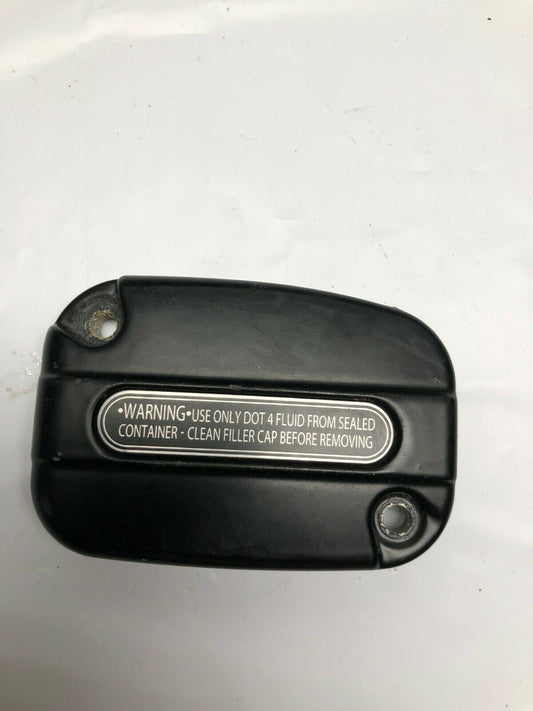 •WARNING•USE ONLY DOT 4 FLUID FROM SEALED
CONTAINER - CLEAN FILLER CAP BEFORE REMOVING